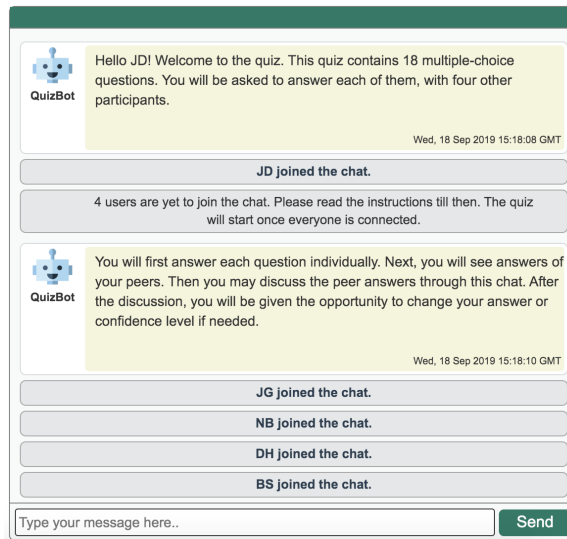 Hello JD! Welcome to the quiz. This quiz contains 18 multiple-choice
questions. You will be asked to answer each of them, with four other
participants.
QuizBot
Wed, 18 Sep 2019 15:18:08 GMT
JD joined the chat.
4 users are yet to join the chat. Please read the instructions till then. The quiz
will start once everyone is connected.
You will first answer each question individually. Next, you will see answers of
your peers. Then you may discuss the peer answers through this chat. After
the discussion, you will be given the opportunity to change your answer or
confidence level if needed.
QuizBot
Wed, 18 Sep 2019 15:18:10 GMT
JG joined the chat.
NB joined the chat.
DH joined the chat.
BS joined the chat.
Type your message here..
Send